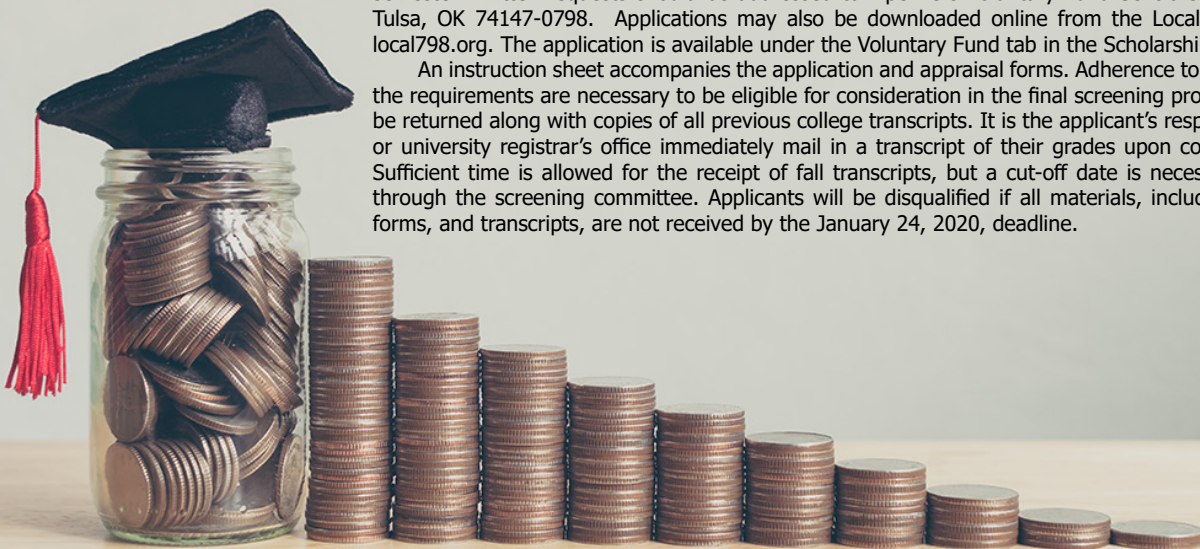 Tulsa, OK 74147-0798.  Applications may also be downloaded online from the Local
local798.org. The application is available under the Voluntary Fund tab in the Scholarshi
An instruction sheet accompanies the application and appraisal forms. Adherence to
the requirements are necessary to be eligible for consideration in the final screening pro
be returned along with copies of all previous college transcripts. It is the applicant’s resp
or university registrar’s office immediately mail in a transcript of their grades upon co
Sufficient time is allowed for the receipt of fall transcripts, but a cut-off date is neces
through the screening committee. Applicants will be disqualified if all materials, includ
forms, and transcripts, are not received by the January 24, 2020, deadline.